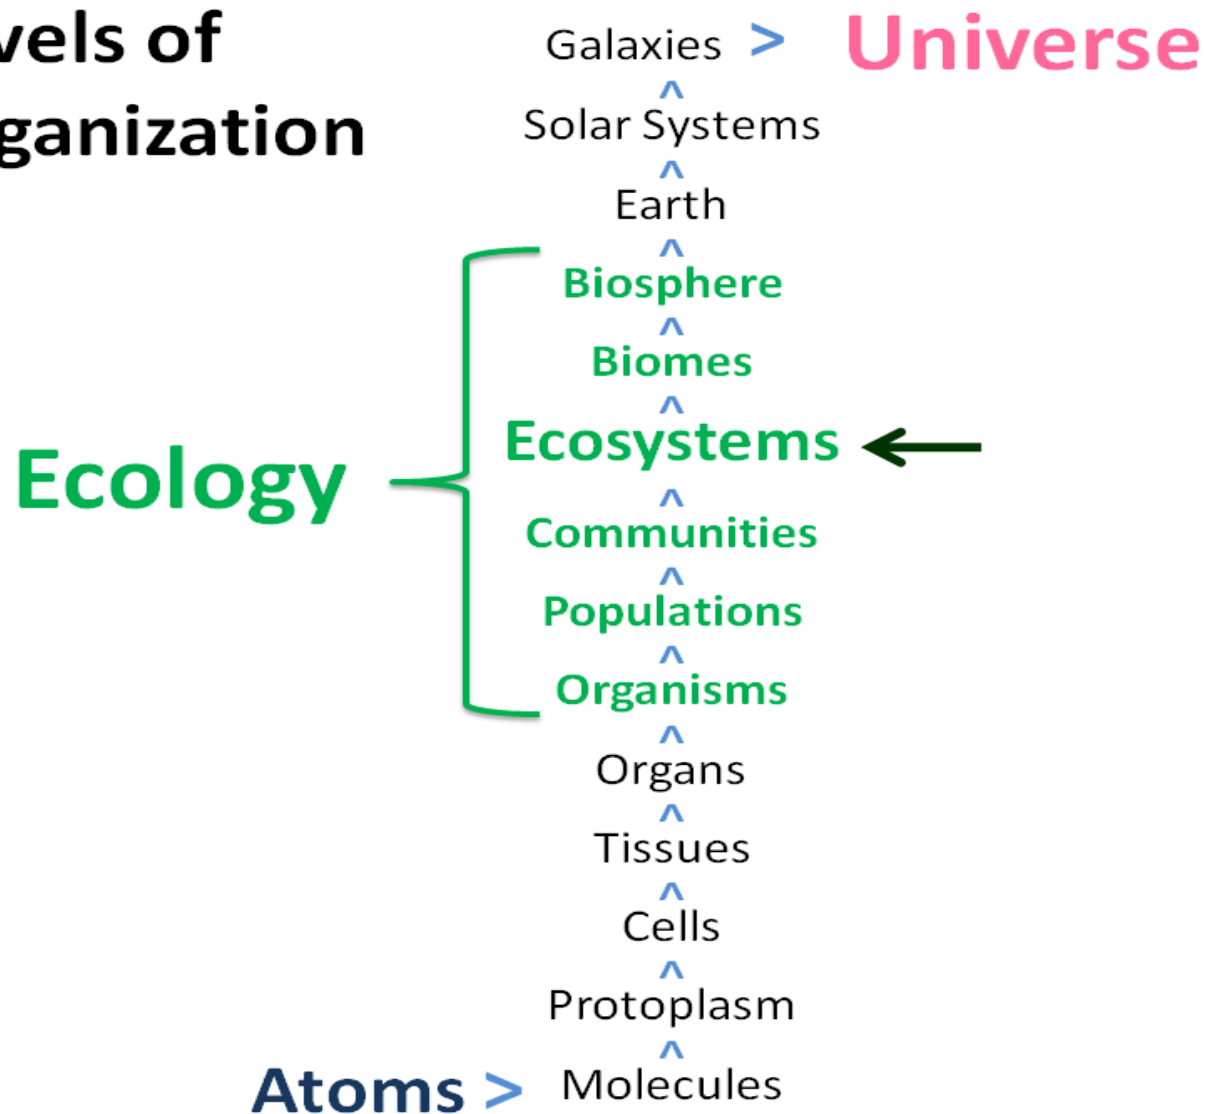 vels of
ganization
Galaxies > Universe
^
Solar Systems
^
Earth
^
Biosphere
^
Biomes
^
Ecosystems
^
Communities
^
Populations
^
Organisms
^
Organs
^
Tissues
^
Cells
^
Protoplasm
^
Atoms > Molecules
Ecology